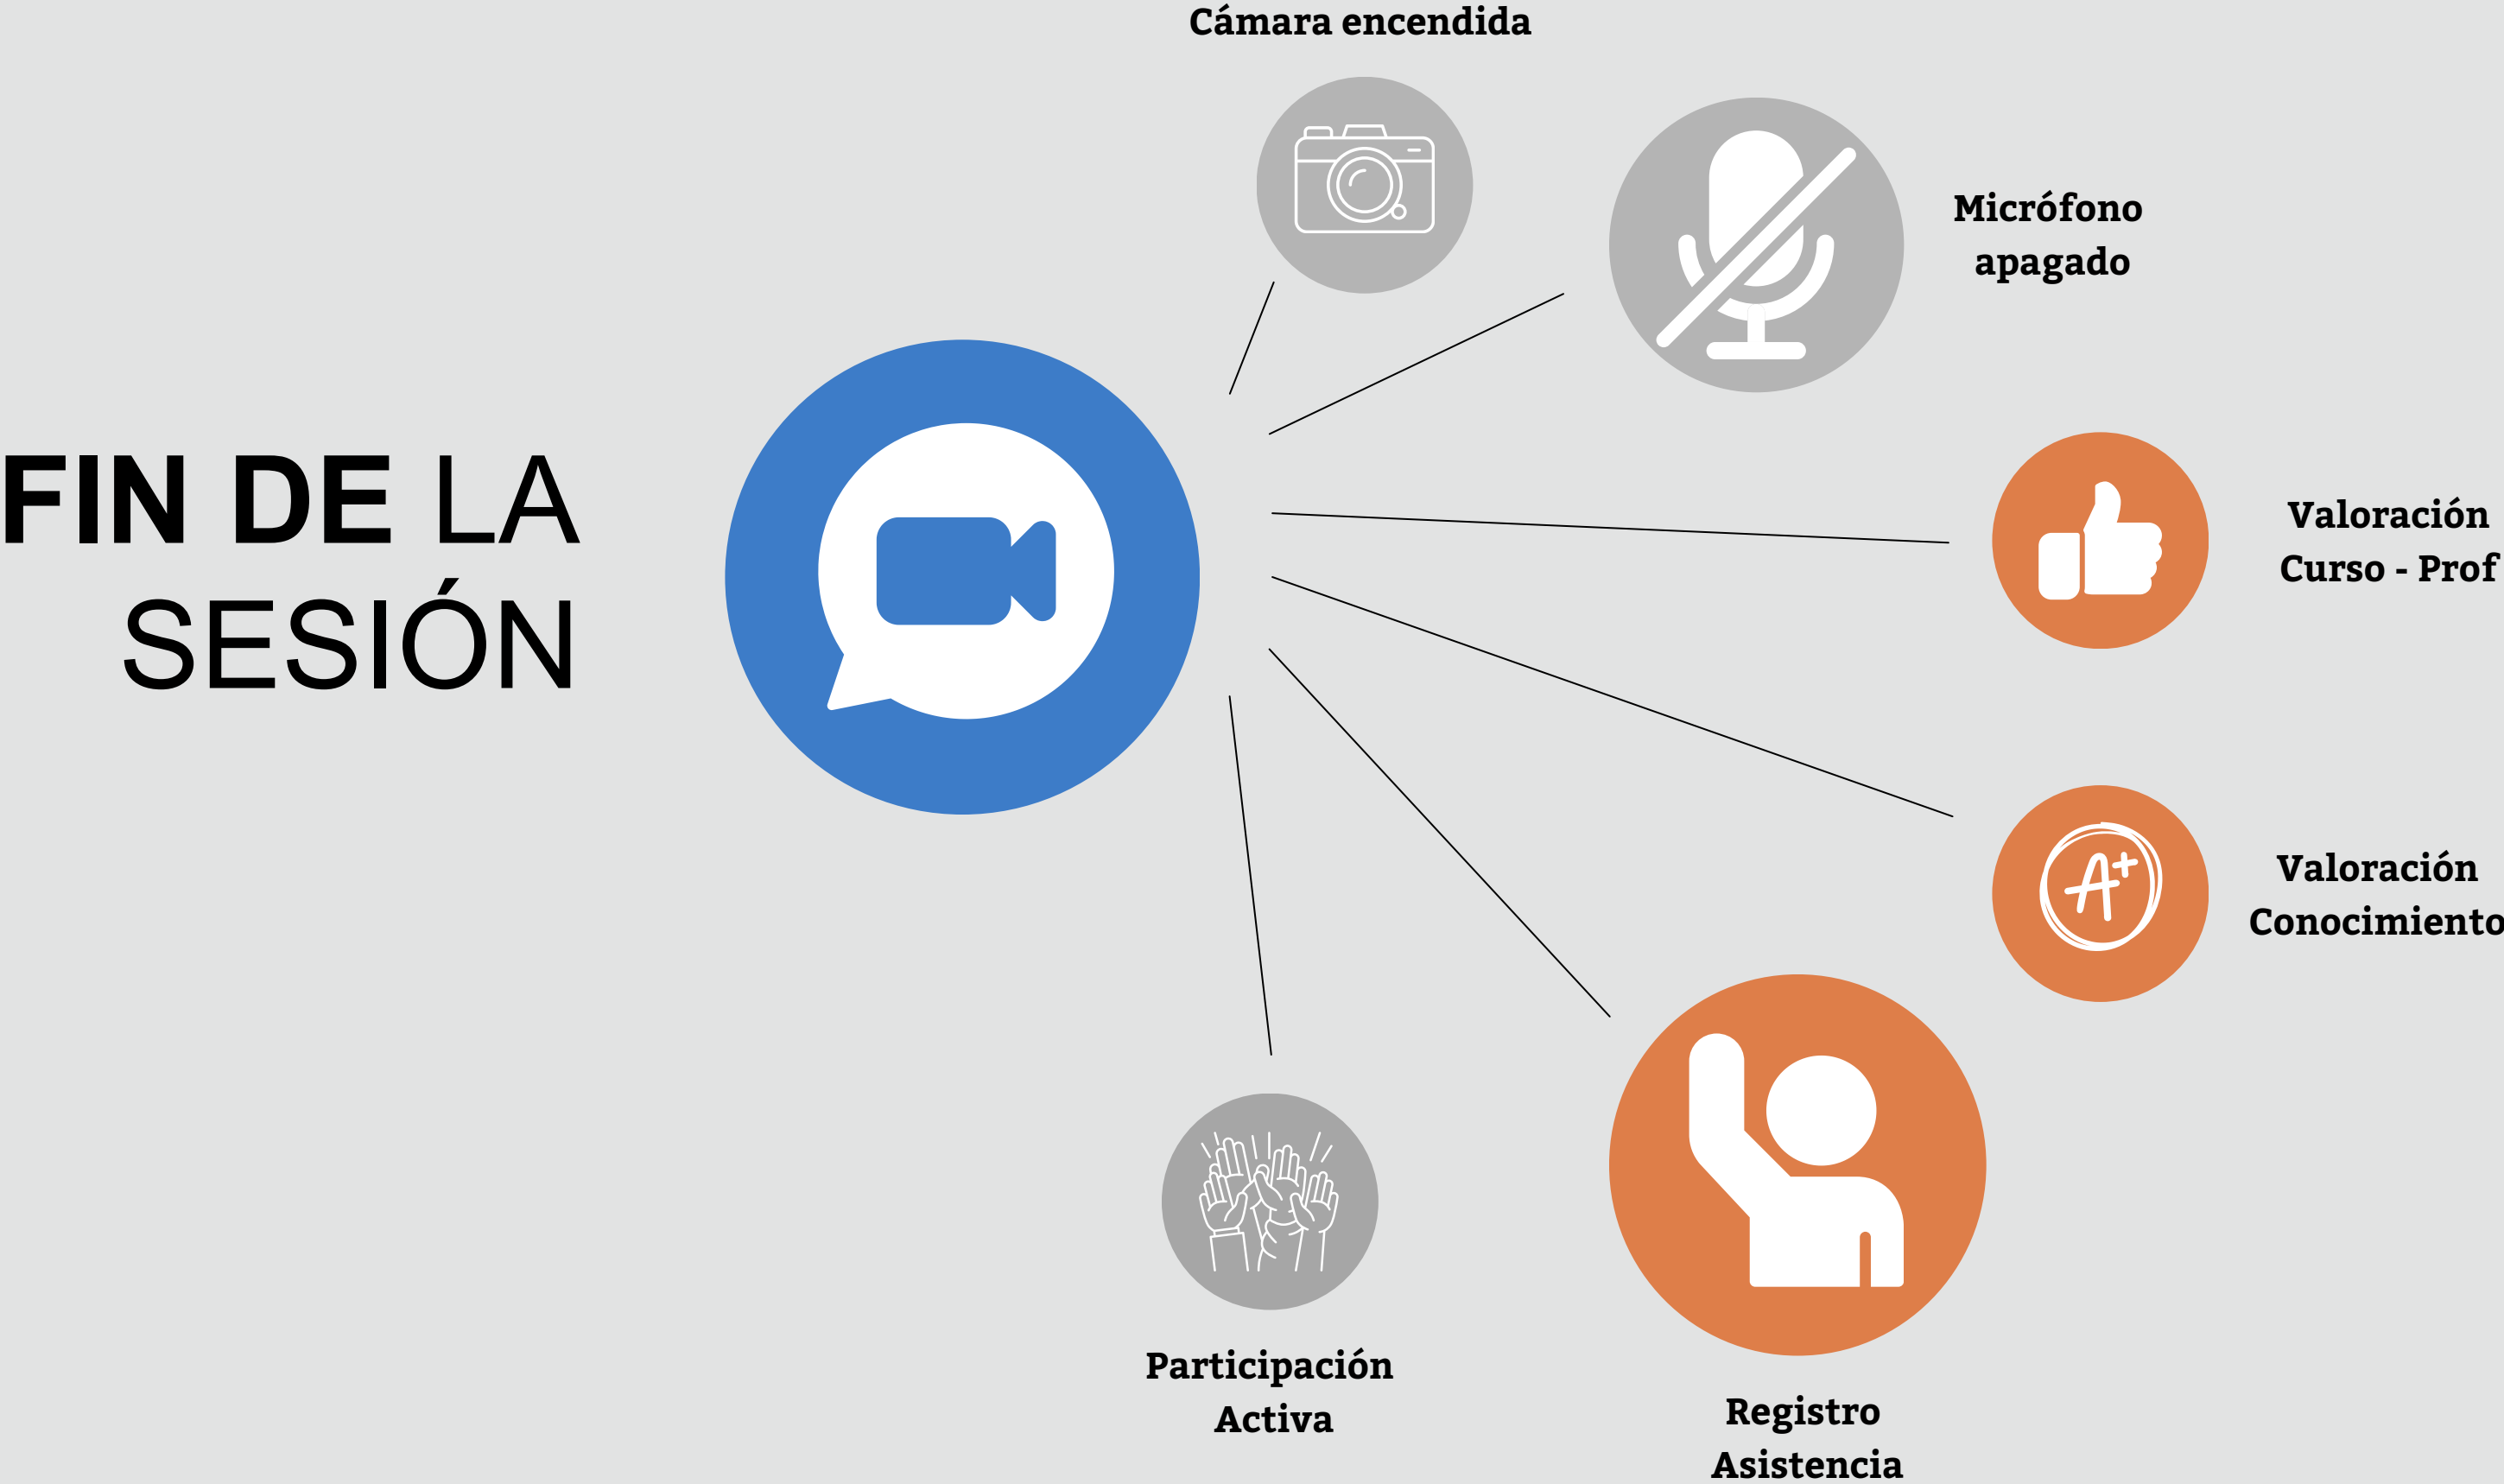 Cámara encendida
Micrófono
apagado
FIN DE LA
SESIÓN
Valoración
Curso - Prof
Valoración
Conocimiento
A+
Participación
Activa
Registro
Asistencia